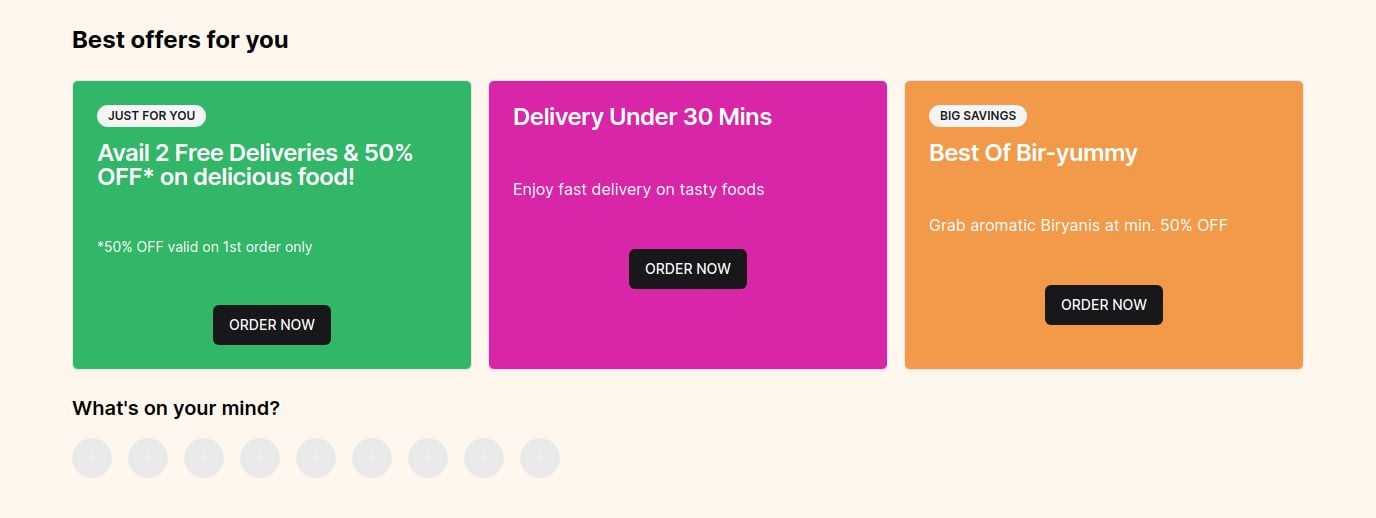 Best offers for you
JUST FOR YOU
Avail 2 Free Deliveries & 50%
OFF* on delicious food!
*50% OFF valid on 1st order only
ORDER NOW
Delivery Under 30 Mins
Enjoy fast delivery on tasty foods
ORDER NOW
BIG SAVINGS
Best Of Bir-yummy
Grab aromatic Biryanis at min. 50% OFF
ORDER NOW
What's on your mind?